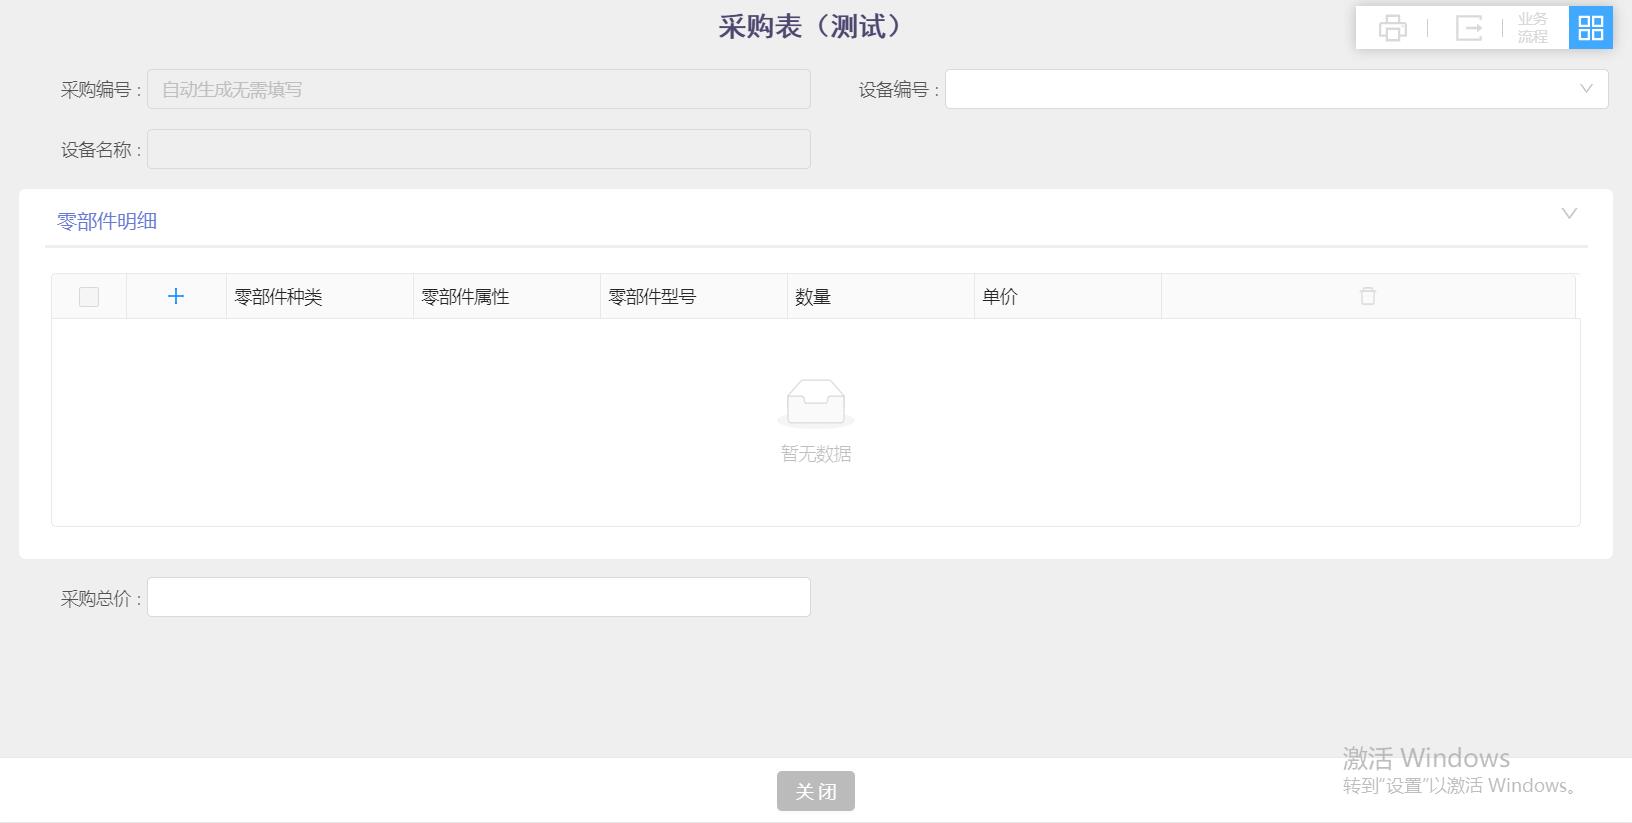 采购表（测试）
业务
流程
采购编号 : 自动生成无需填写
设备编号 :
设备名称 :
零部件明细
零部件种类 零部件属性 零部件型号 数量 单价
暂无数据
采购总价 :
激活 Windows
转到“设置”以激活 Windows。
关 闭